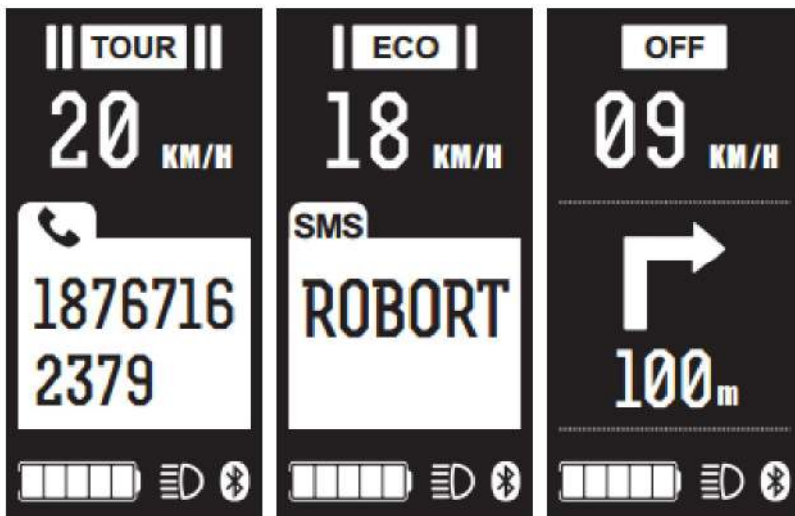 TOUR
20 KM/H
1876716
2379
ECO
18 KM/H
SMS
ROBORT
OFF
09 KM/H
100m